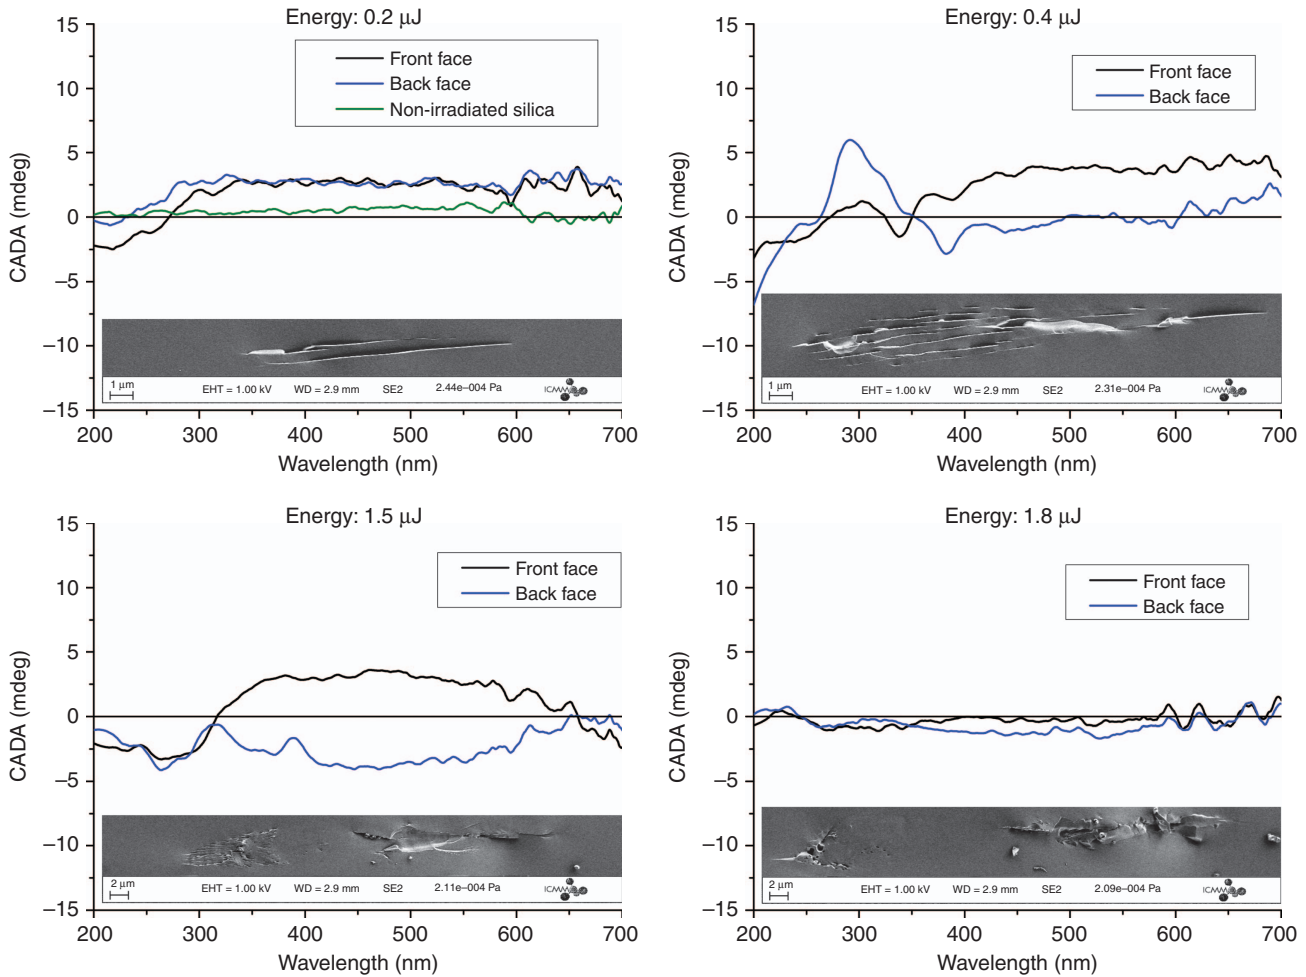 Energy: 0.2 μJ
15
10
5
0
–5
–10
–15
CADA (mdeg)
Front face
Back face
Non-irradiated silica
1 μm
EHT = 1.00 kV WD = 2.9 mm SE2 2.44e–004 Pa
200 300 400 500 600 700
Wavelength (nm)
Energy: 0.4 μJ
15
10
5
0
–5
–10
–15
CADA (mdeg)
Front face
Back face
1 μm
EHT = 1.00 kV WD = 2.9 mm SE2 2.31e–004 Pa
200 300 400 500 600 700
Wavelength (nm)
Energy: 1.5 μJ
15
10
5
0
–5
–10
–15
CADA (mdeg)
Front face
Back face
2 μm
EHT = 1.00 kV WD = 2.9 mm SE2 2.11e–004 Pa
200 300 400 500 600 700
Wavelength (nm)
Energy: 1.8 μJ
15
10
5
0
–5
–10
–15
CADA (mdeg)
Front face
Back face
2 μm
EHT = 1.00 kV WD = 2.9 mm SE2 2.09e–004 Pa
200 300 400 500 600 700
Wavelength (nm)